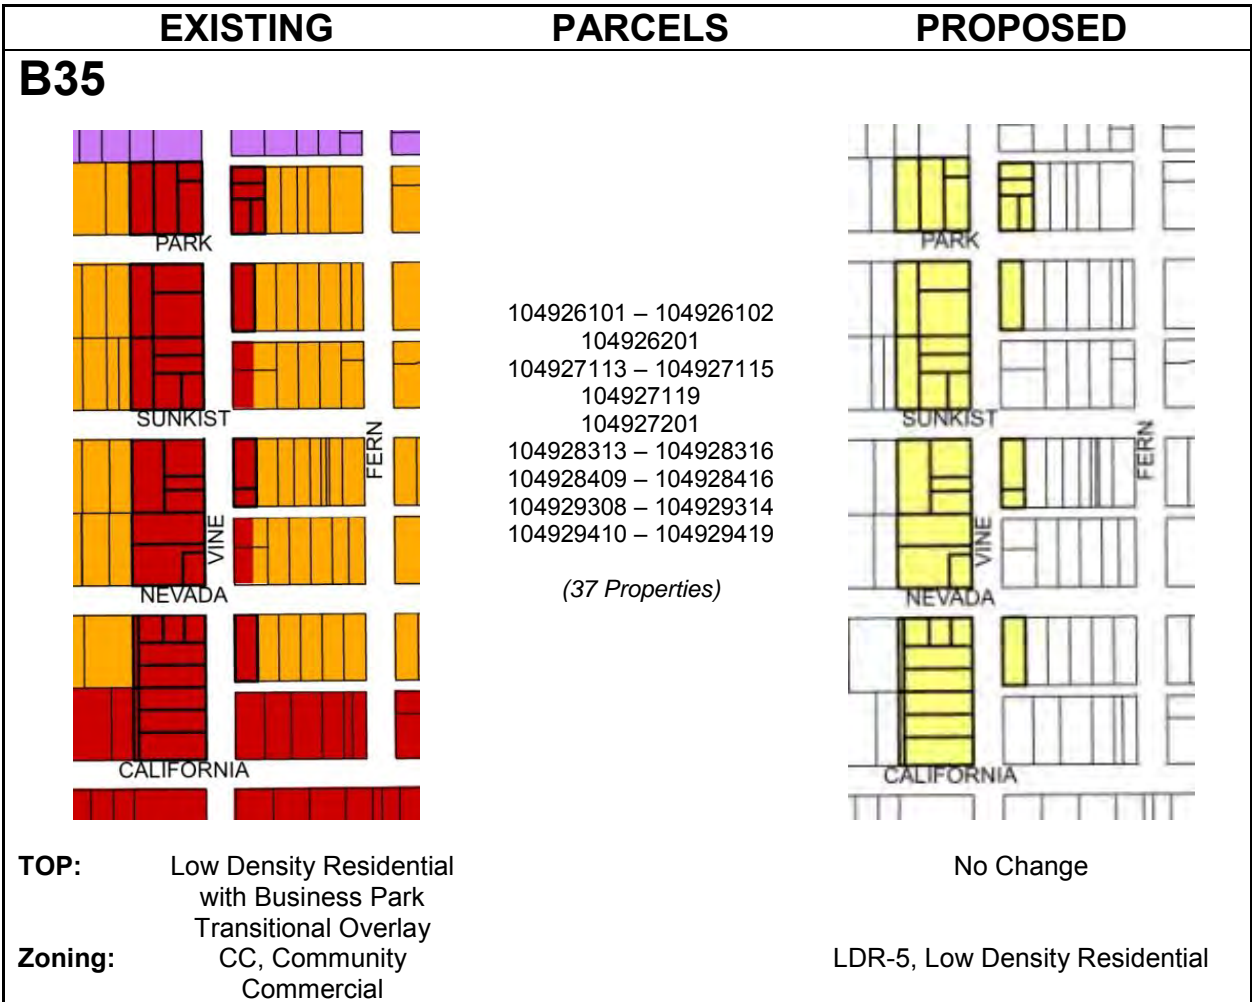 EXISTING PARCELS PROPOSED
B35
PARK
SUNKIST
FERN
VINE
NEVADA
CALIFORNIA
104926101 – 104926102
104926201
104927113 – 104927115
104927119
104927201
104928313 – 104928316
104928409 – 104928416
104929308 – 104929314
104929410 – 104929419
(37 Properties)
PARK
SUNKIST
FERN
VINE
NEVADA
CALIFORNIA
TOP: Low Density Residential No Change
with Business Park
Transitional Overlay
Zoning: CC, Community LDR-5, Low Density Residential
Commercial